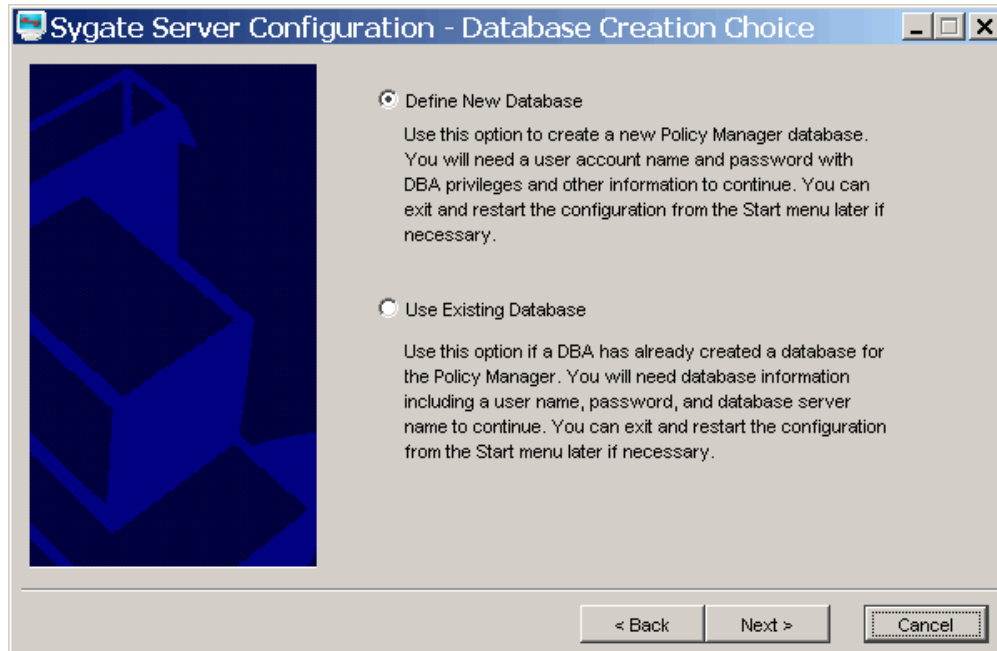 Sygate Server Configuration - Database Creation Choice
Define New Database
Use this option to create a new Policy Manager database.
You will need a user account name and password with
DBA privileges and other information to continue. You can
exit and restart the configuration from the Start menu later if
necessary.
Use Existing Database
Use this option if a DBA has already created a database for
the Policy Manager. You will need database information
including a user name, password, and database server
name to continue. You can exit and restart the configuration
from the Start menu later if necessary.
< Back Next > Cancel